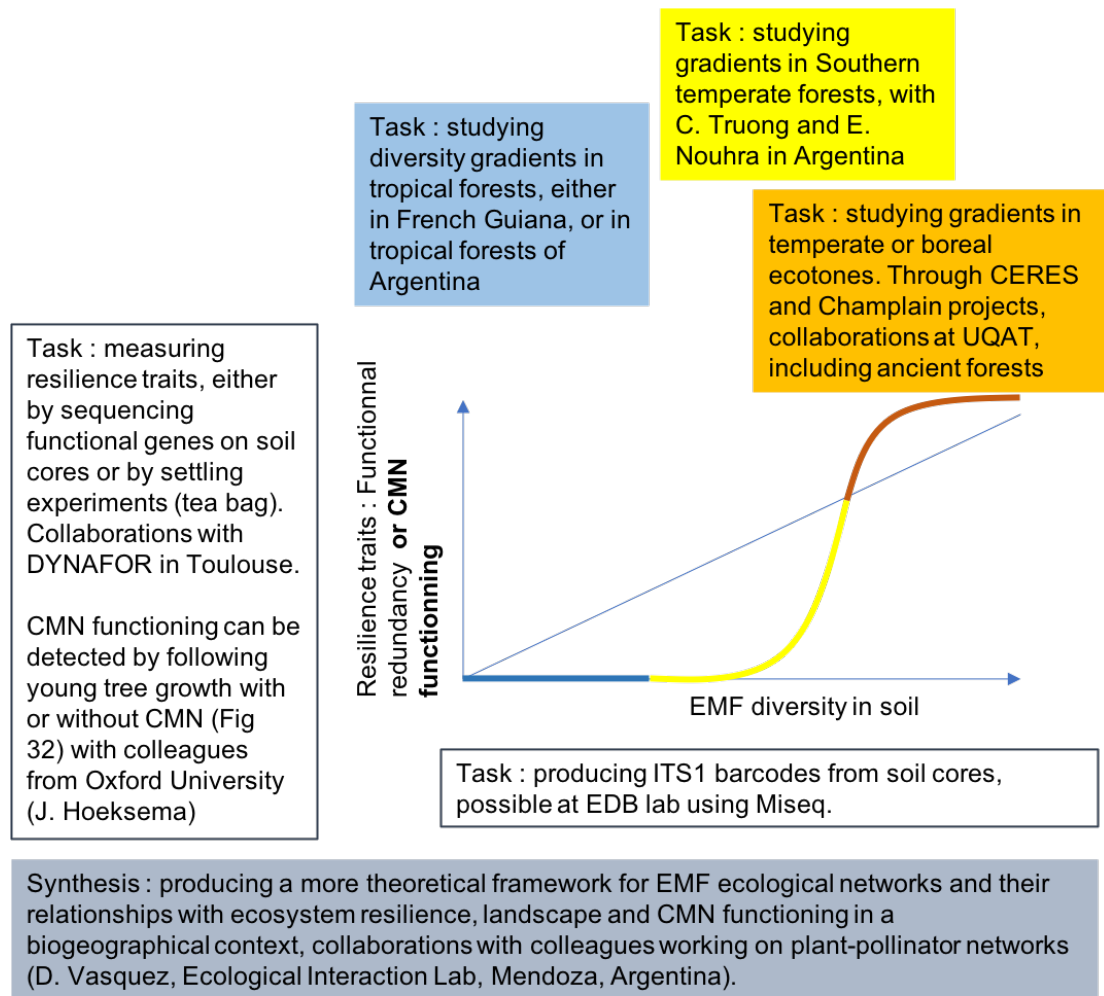 Task : studying
gradients in Southern
temperate forests, with
C. Truong and E.
Nouhra in Argentina
Task : studying
diversity gradients in
tropical forests, either
in French Guiana, or in
tropical forests of
Argentina
Task : studying gradients in
temperate or boreal
ecotones. Through CERES
and Champlain projects,
collaborations at UQAT,
including ancient forests
Task : measuring
resilience traits, either
by sequencing
functional genes on soil
cores or by settling
experiments (tea bag).
Collaborations with
DYNAFOR in Toulouse.
CMN functioning can be
detected by following
young tree growth with
or without CMN (Fig
32) with colleagues
from Oxford University
(J. Hoeksema)
Resilience traits : Functionnal
redundancy or CMN
functionning
EMF diversity in soil
Task : producing ITS1 barcodes from soil cores,
possible at EDB lab using Miseq.
Synthesis : producing a more theoretical framework for EMF ecological networks and their
relationships with ecosystem resilience, landscape and CMN functioning in a
biogeographical context, collaborations with colleagues working on plant-pollinator networks
(D. Vasquez, Ecological Interaction Lab, Mendoza, Argentina).